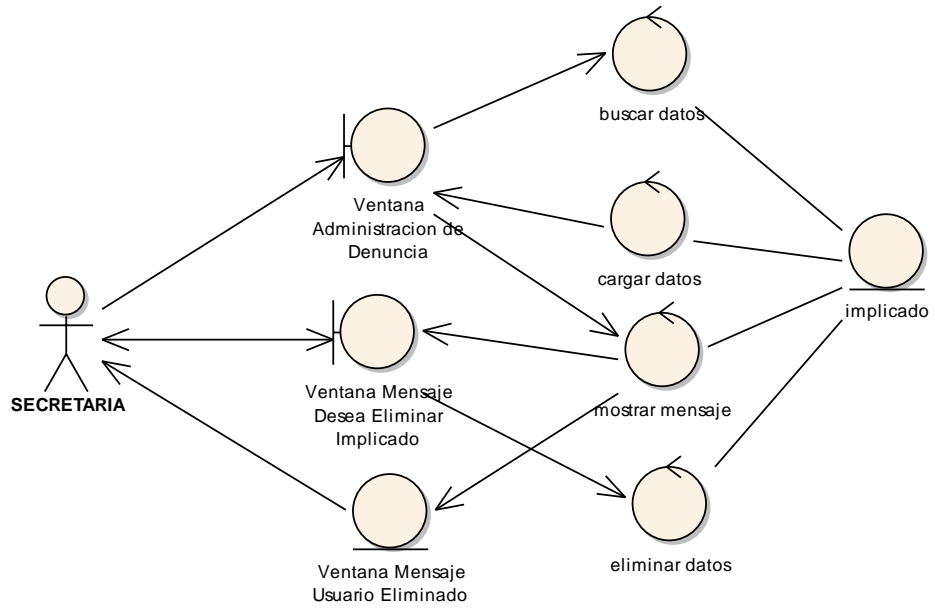 buscar datos
Ventana
Administracion de
Denuncia
cargar datos
implicado
SECRETARIA
Ventana Mensaje
Desea Eliminar
Implicado
mostrar mensaje
eliminar datos
Ventana Mensaje
Usuario Eliminado